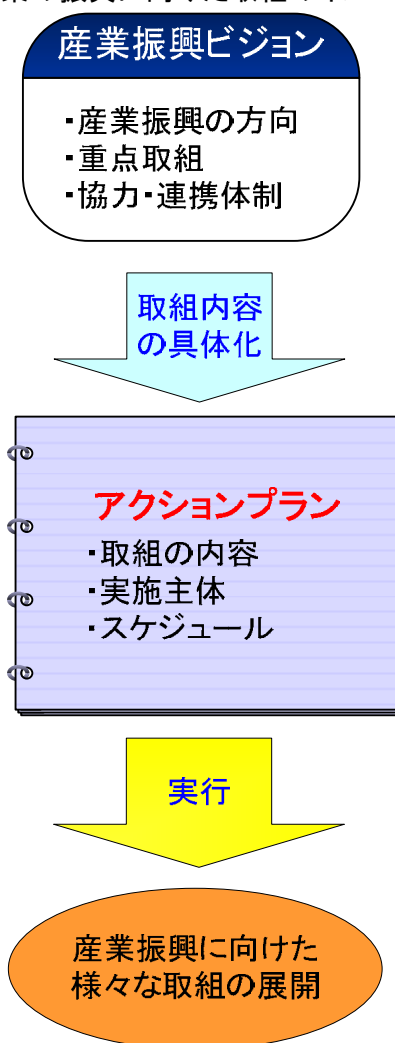 産業振興ビジョン
・産業振興の方向
・重点取組
・協力・連携体制
取組内容
の具体化
アクションプラン
・取組の内容
・実施主体
・スケジュール
実行
産業振興に向けた
様々な取組の展開